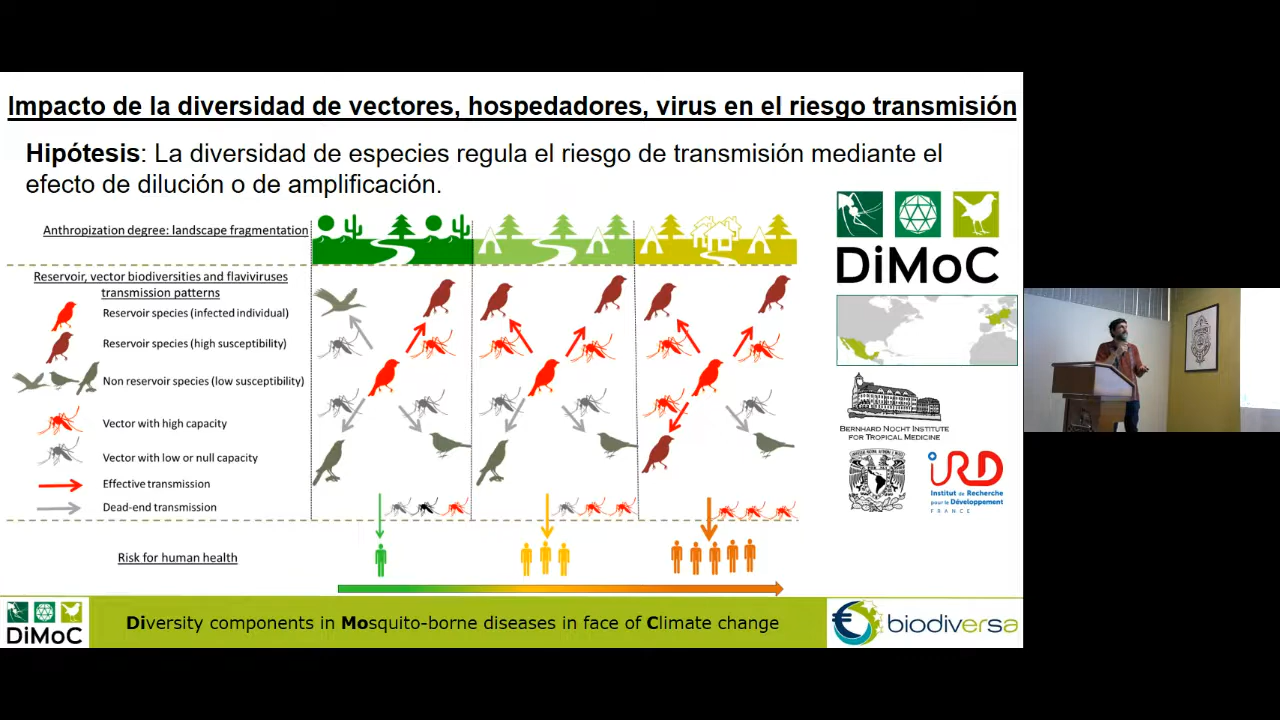 Impacto de la diversidad de vectores, hospedadores, virus en el riesgo transmisión
Hipótesis: La diversidad de especies regula el riesgo de transmisión mediante el
efecto de dilución o de amplificación.
Anthropization degree: landscape fragmentation
Reservoir, vector biodiversities and flaviviruses
transmission patterns
Reservoir species (infected individual)
Reservoir species (high susceptibility)
Non reservoir species (low susceptibility)
Vector with high capacity
Vector with low or null capacity
Effective transmission
Dead-end transmission
Risk for human health
DiMoC
BERNHARD NOCHT INSTITUTE
FOR TROPICAL MEDICINE
iRD
Institut de Recherche
pour le Développement
FRANCE
DiMoC
Diversity components in Mosquito-borne diseases in face of Climate change
biodiversa